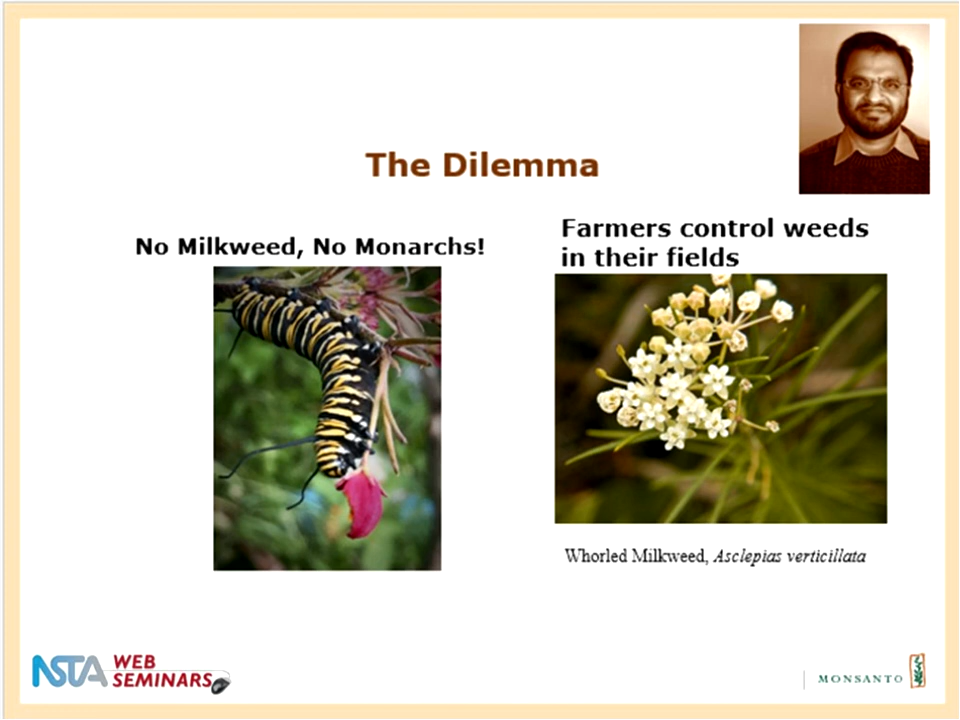 The Dilemma
No Milkweed, No Monarchs!
Farmers control weeds
in their fields
Whorled Milkweed, Asclepias verticillata
NSTA WEB
SEMINARS
MONSANTO